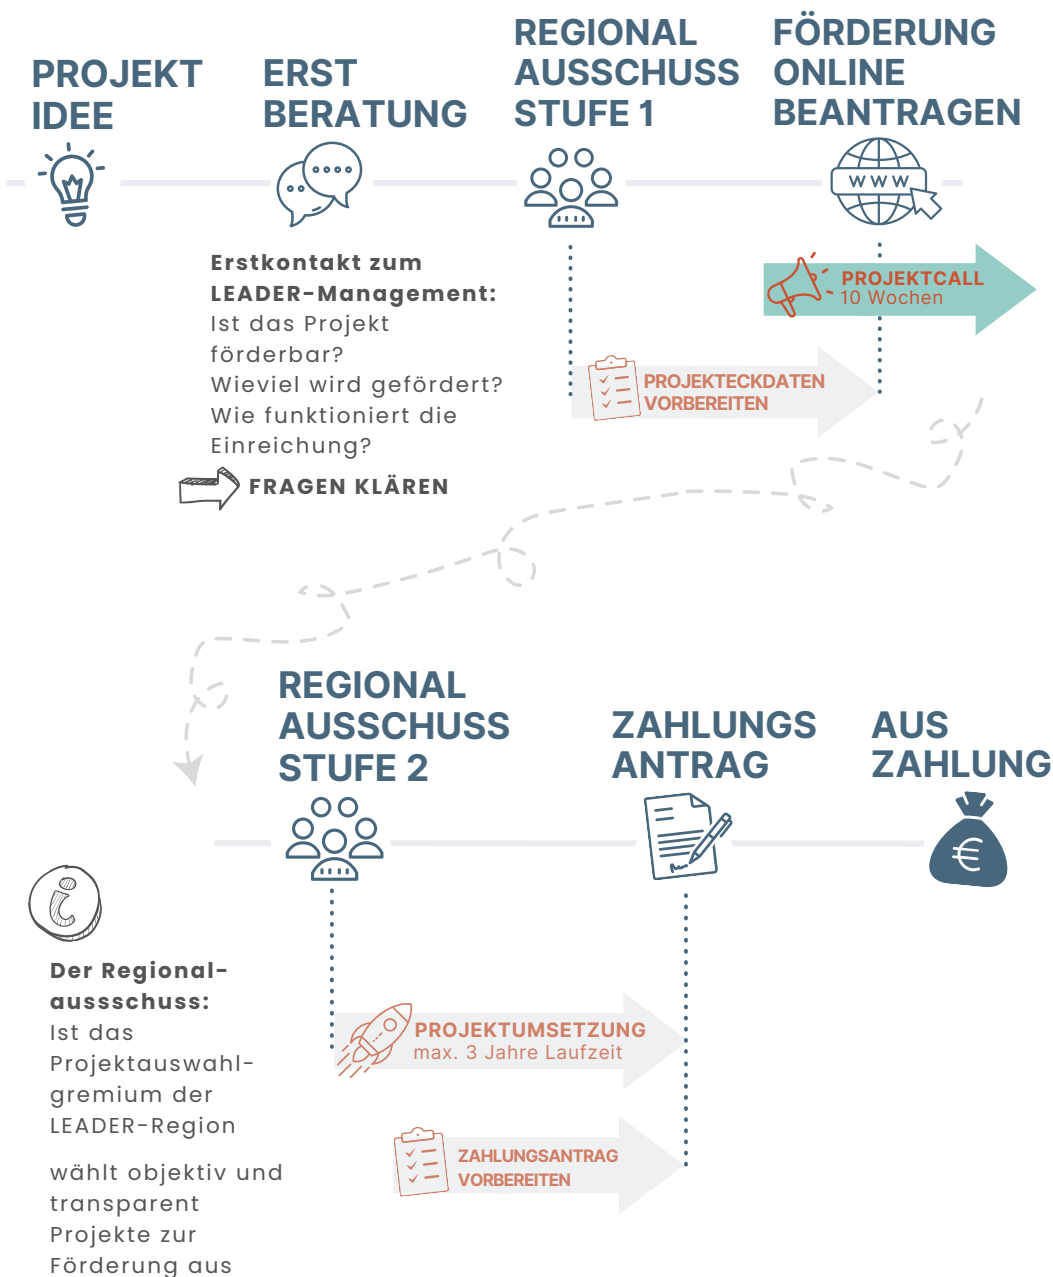 PROJEKT
IDEE
ERST
BERATUNG
REGIONAL
AUSSCHUSS
STUFE 1
FÖRDERUNG
ONLINE
BEANTRAGEN
WWW
Erstkontakt zum
LEADER-Management:
Ist das Projekt
förderbar?
Wieviel wird gefördert?
Wie funktioniert die
Einreichung?
FRAGEN KLÄREN
PROJEKTCALL
10 Wochen
PROJEKTECKDATEN
VORBEREITEN
REGIONAL
AUSSCHUSS
STUFE 2
ZAHLUNGS
ANTRAG
AUS
ZAHLUNG
€
i
Der Regional-
aussschuss:
Ist das
Projektauswahl-
gremium der
LEADER-Region
wählt objektiv und
transparent
Projekte zur
Förderung aus
PROJEKTUMSETZUNG
max. 3 Jahre Laufzeit
ZAHLUNGSANTRAG
VORBEREITEN